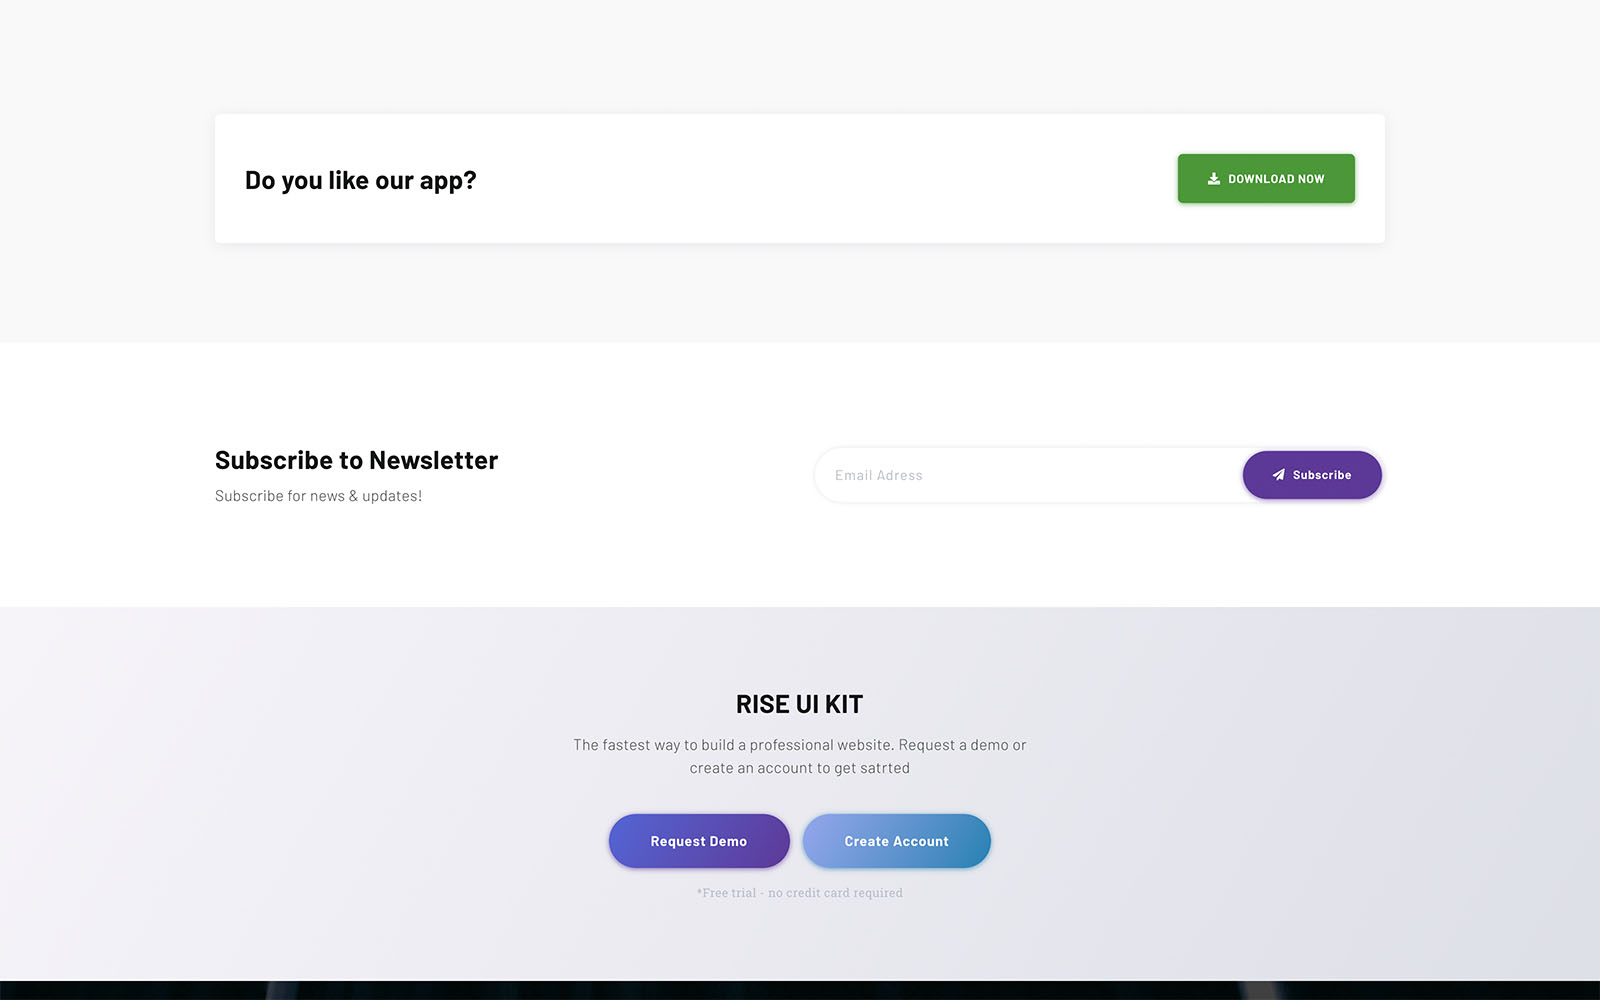 Do you like our app?
DOWNLOAD NOW
Subscribe to Newsletter
Subscribe for news & updates!
Email Adress
Subscribe
RISE UI KIT
The fastest way to build a professional website. Request a demo or
create an account to get satrted
Request Demo
Create Account
*Free trial - no credit card required